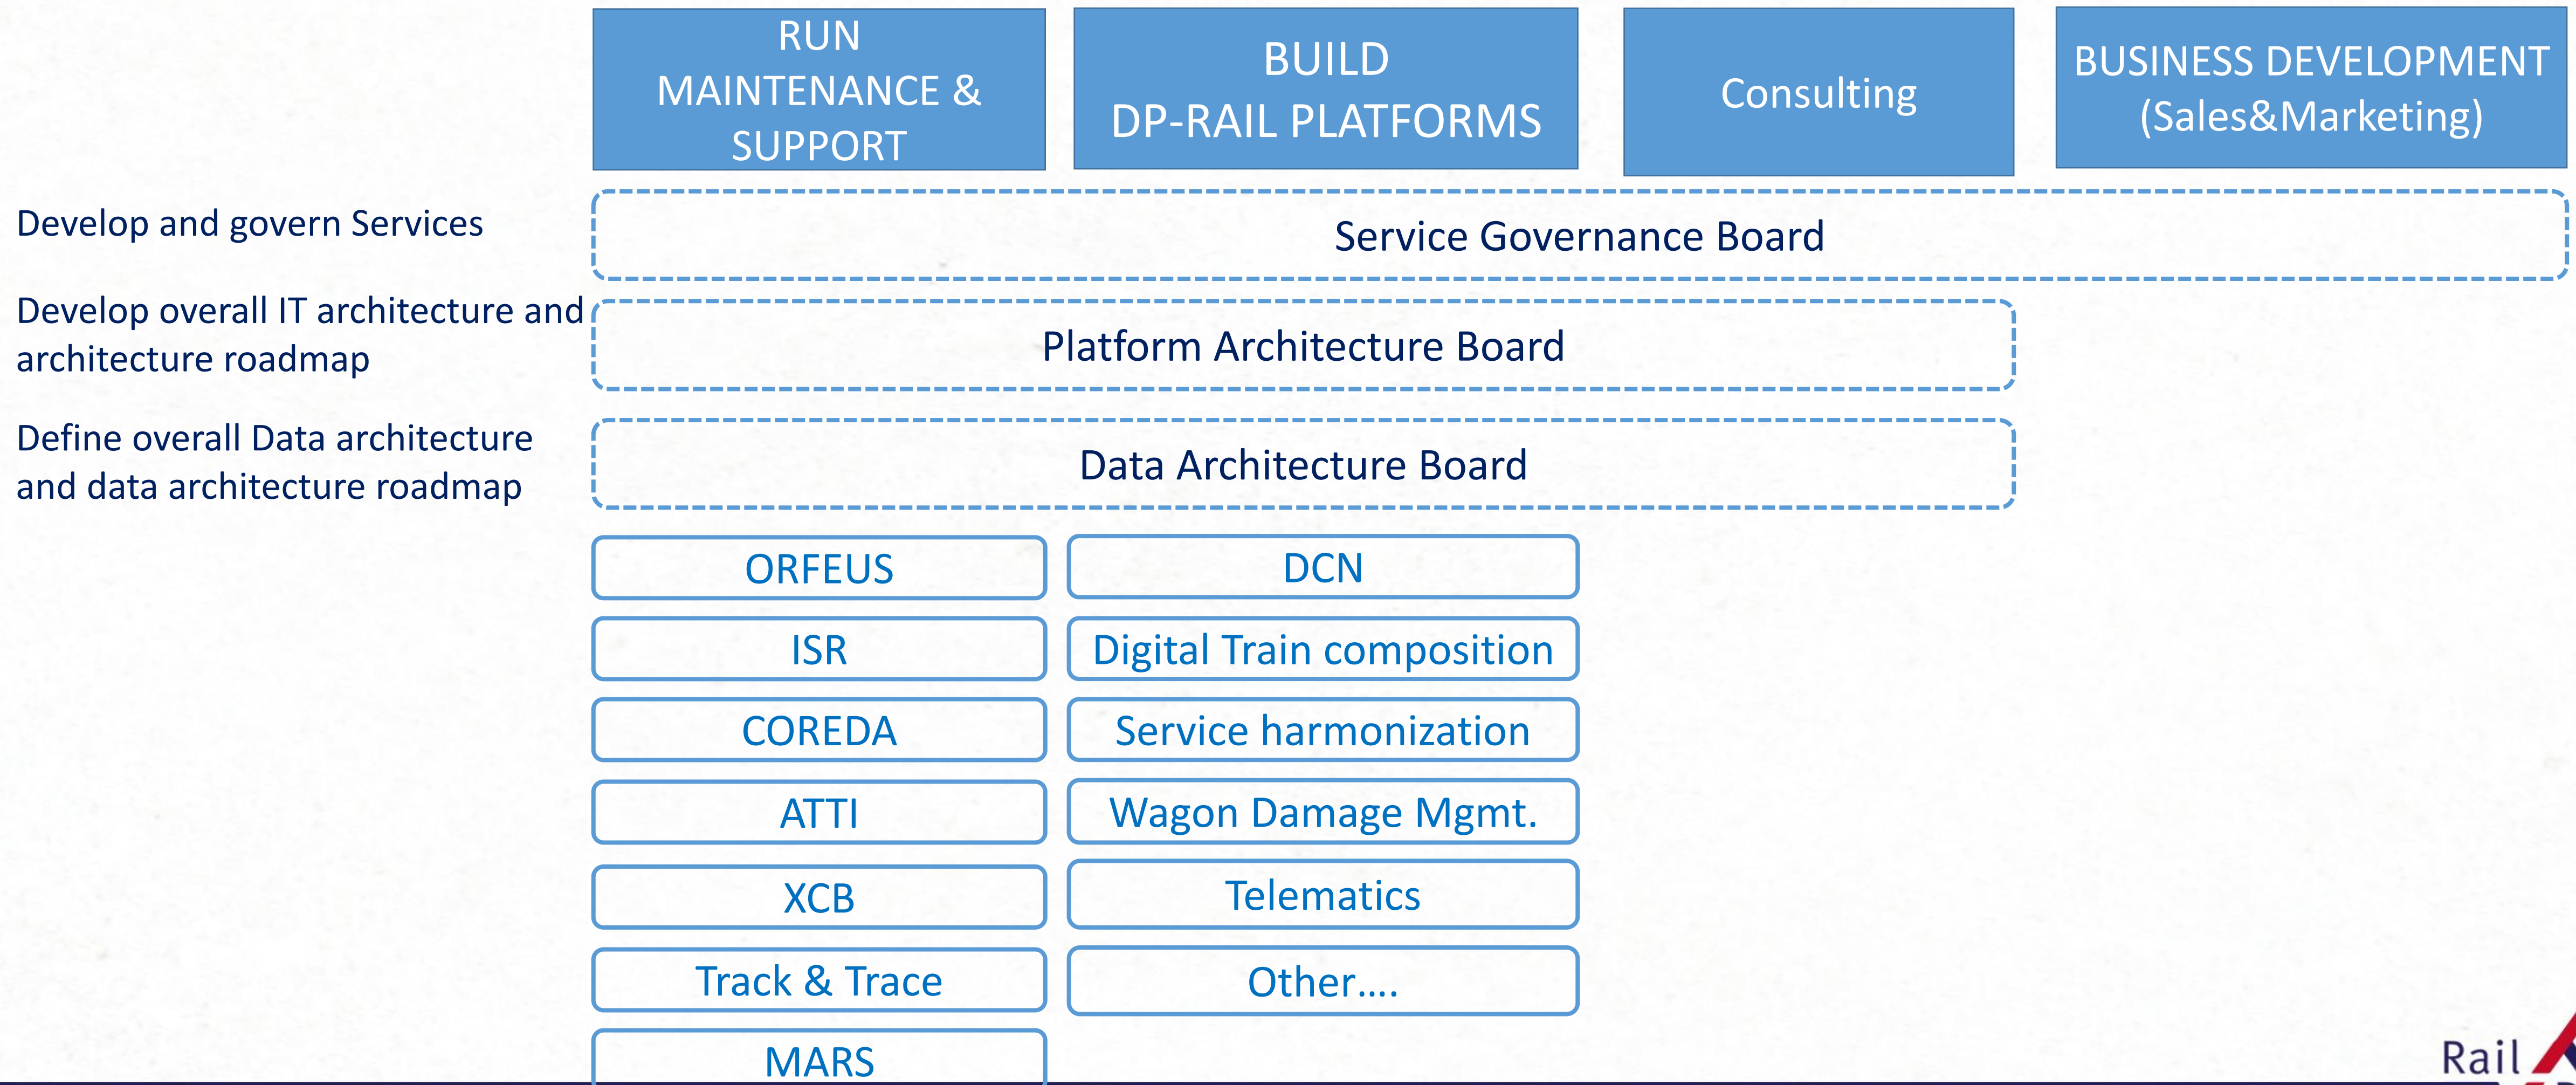 RUN
MAINTENANCE &
SUPPORT
BUILD
DP-RAIL PLATFORMS
Consulting
BUSINESS DEVELOPMENT
(Sales&Marketing)
Develop and govern Services
Service Governance Board
Develop overall IT architecture and
architecture roadmap
Platform Architecture Board
Define overall Data architecture
and data architecture roadmap
Data Architecture Board
ORFEUS
DCN
ISR
Digital Train composition
COREDA
Service harmonization
ATTI
Wagon Damage Mgmt.
XCB
Telematics
Track & Trace
Other....
MARS
Rail